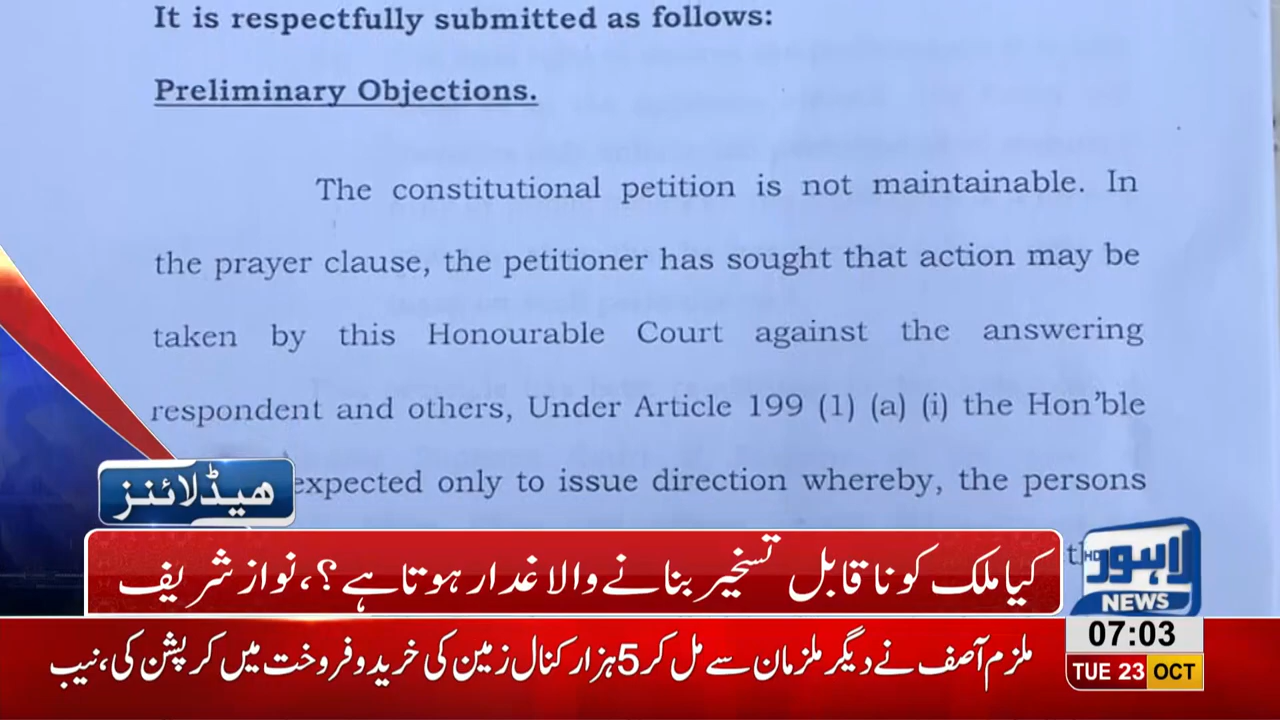 It is respectfully submitted as follows:
Preliminary Objections.
The constitutional petition is not maintainable. In
the prayer clause, the petitioner has sought that action may be
taken by this Honourable Court against the answering
respondent and others, Under Article 199 (1) (a) (i) the Hon'ble
expected only to issue direction whereby, the persons
ھیڈلائنز
کیا ملک کو ناقابل تسخیر بنانے والا غدار ہوتا ہے؟، نواز شریف
HD
لاہور
NEWS
07:03
TUE 23 OCT
ملزم آصف نے دیگر ملزمان سے مل کر 5 ہزار کنال زمین کی خرید و فروخت میں کرپشن کی، نیب